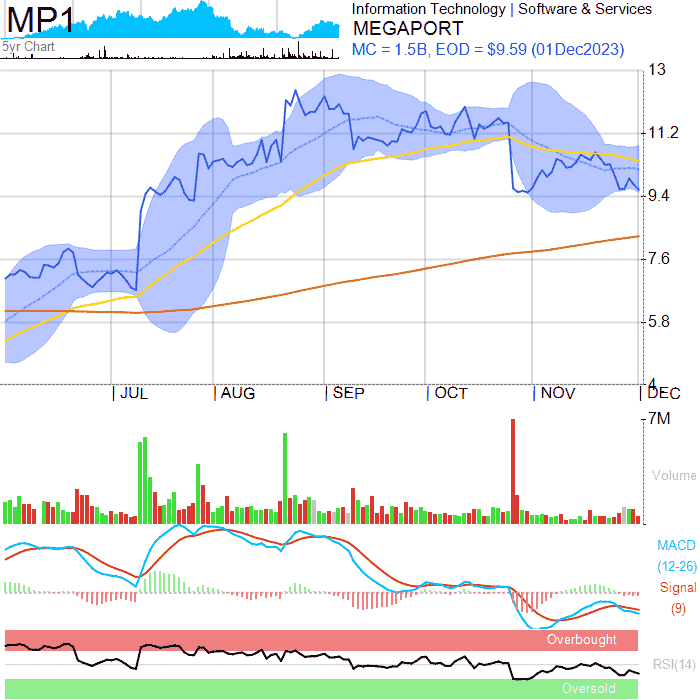 MP1
Information Technology | Software & Services
MEGAPORT
5yr Chart
MC = 1.5B, EOD = $9.59 (01Dec2023)
13
11.2
9.4
7.6
5.8
4
JUL
AUG
SEP
OCT
NOV
DEC
7M
Volume
MACD
(12-26)
Signal
(9)
Overbought
RSI(14)
Oversold